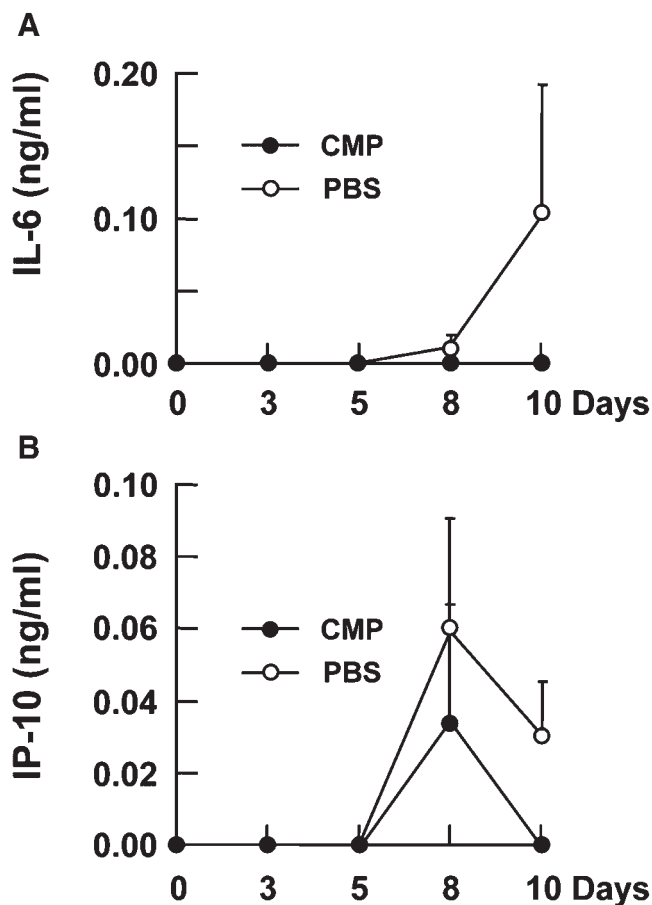 A
IL-6 (ng/ml)
0.20
0.10
0.00
CMP
PBS
0 3 5 8 10 Days
B
IP-10 (ng/ml)
0.10
0.08
0.06
0.04
0.02
0.00
CMP
PBS
0 3 5 8 10 Days